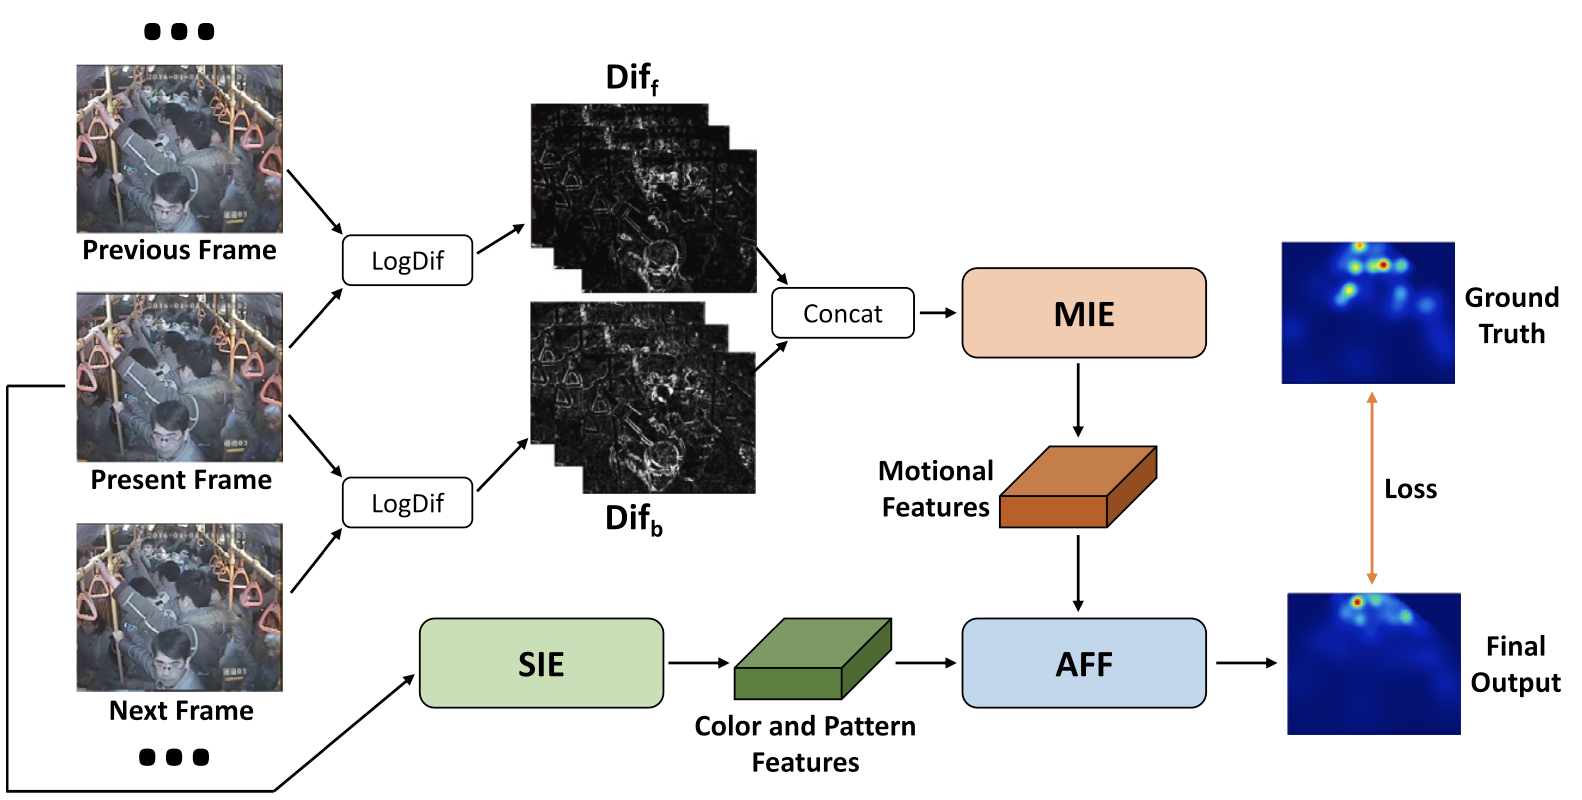 Previous Frame
Present Frame
Next Frame
LogDif
LogDif
Dif_f
Dif_b
Concat
MIE
Motional
Features
SIE
Color and Pattern
Features
AFF
Ground
Truth
Loss
Final
Output